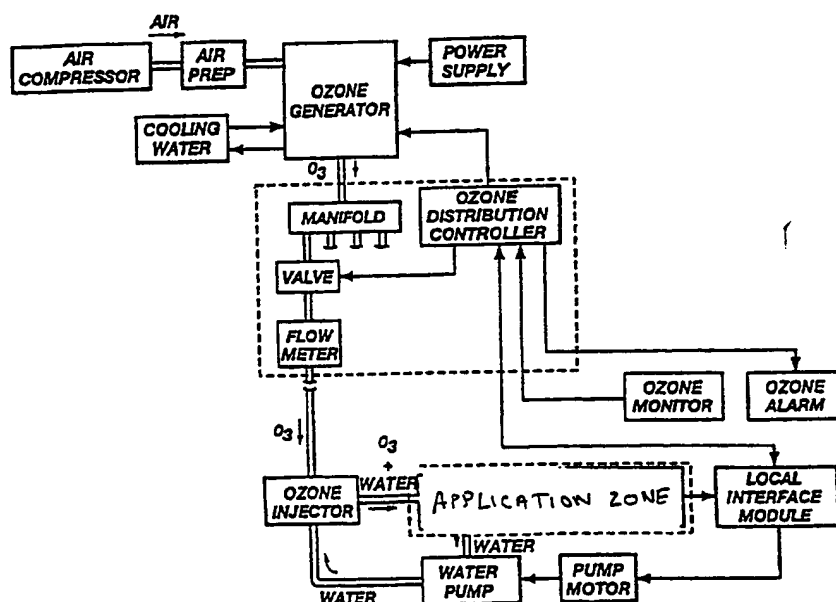 AIR
AIR
COMPRESSOR
AIR
PREP
OZONE
GENERATOR
POWER
SUPPLY
COOLING
WATER
O3
MANIFOLD
OZONE
DISTRIBUTION
CONTROLLER
VALVE
FLOW
METER
OZONE
MONITOR
OZONE
ALARM
O3
O3
+
WATER
OZONE
INJECTOR
APPLICATION ZONE
LOCAL
INTERFACE
MODULE
WATER
WATER
PUMP
PUMP
MOTOR
WATER